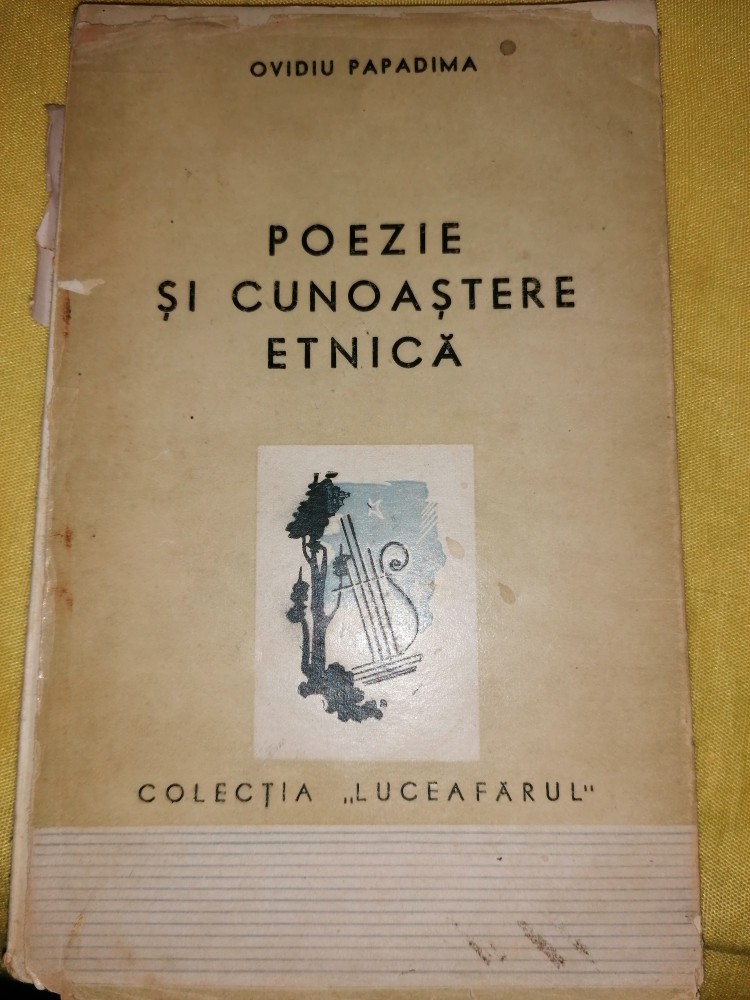 OVIDIU PAPADIMA
POEZIE
ȘI CUNOAȘTERE
ETNICĂ
COLECȚIA „LUCEAFĂRUL"